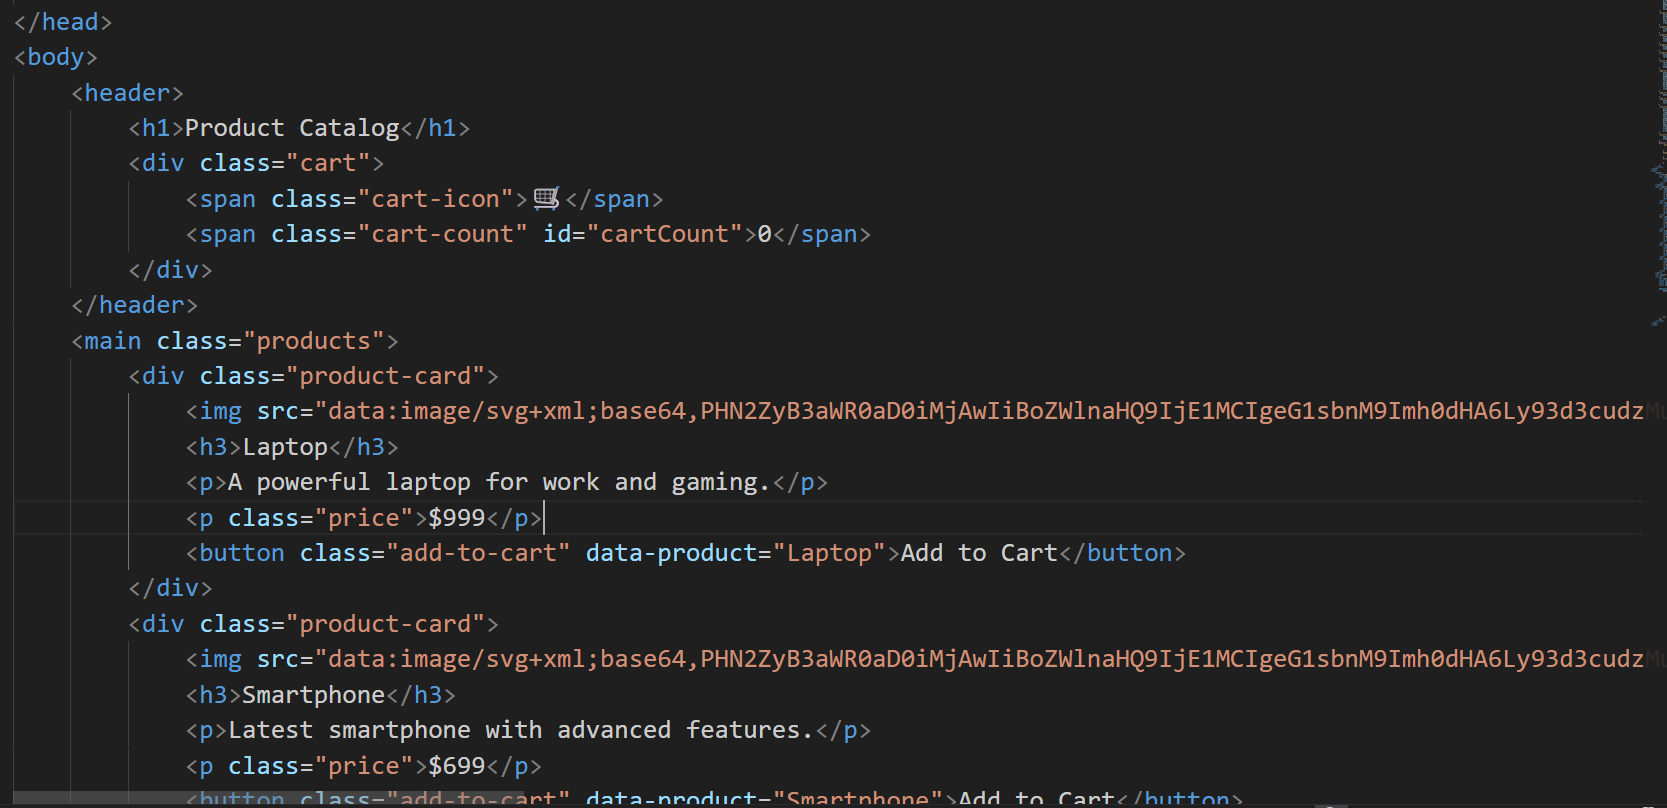 </head>
<body>
<header>
<h1>Product Catalog</h1>
<div class="cart">
<span class="cart-icon">🛒</span>
<span class="cart-count" id="cartCount">0</span>
</div>
</header>
<main class="products">
<div class="product-card">
<img src="data:image/svg+xml;base64,PHN2ZyB3aWR0aD0iMjAwIiBoZWlnaHQ9IjE1MCIgeG1sbnM9Imh0dHA6Ly93d3cudzMu
<h3>Laptop</h3>
<p>A powerful laptop for work and gaming.</p>
<p class="price">$999</p>
<button class="add-to-cart" data-product="Laptop">Add to Cart</button>
</div>
<div class="product-card">
<img src="data:image/svg+xml;base64,PHN2ZyB3aWR0aD0iMjAwIiBoZWlnaHQ9IjE1MCIgeG1sbnM9Imh0dHA6Ly93d3cudzMu
<h3>Smartphone</h3>
<p>Latest smartphone with advanced features.</p>
<p class="price">$699</p>
<button class="add-to-cart" data-product="Smartphone">Add to Cart</button>